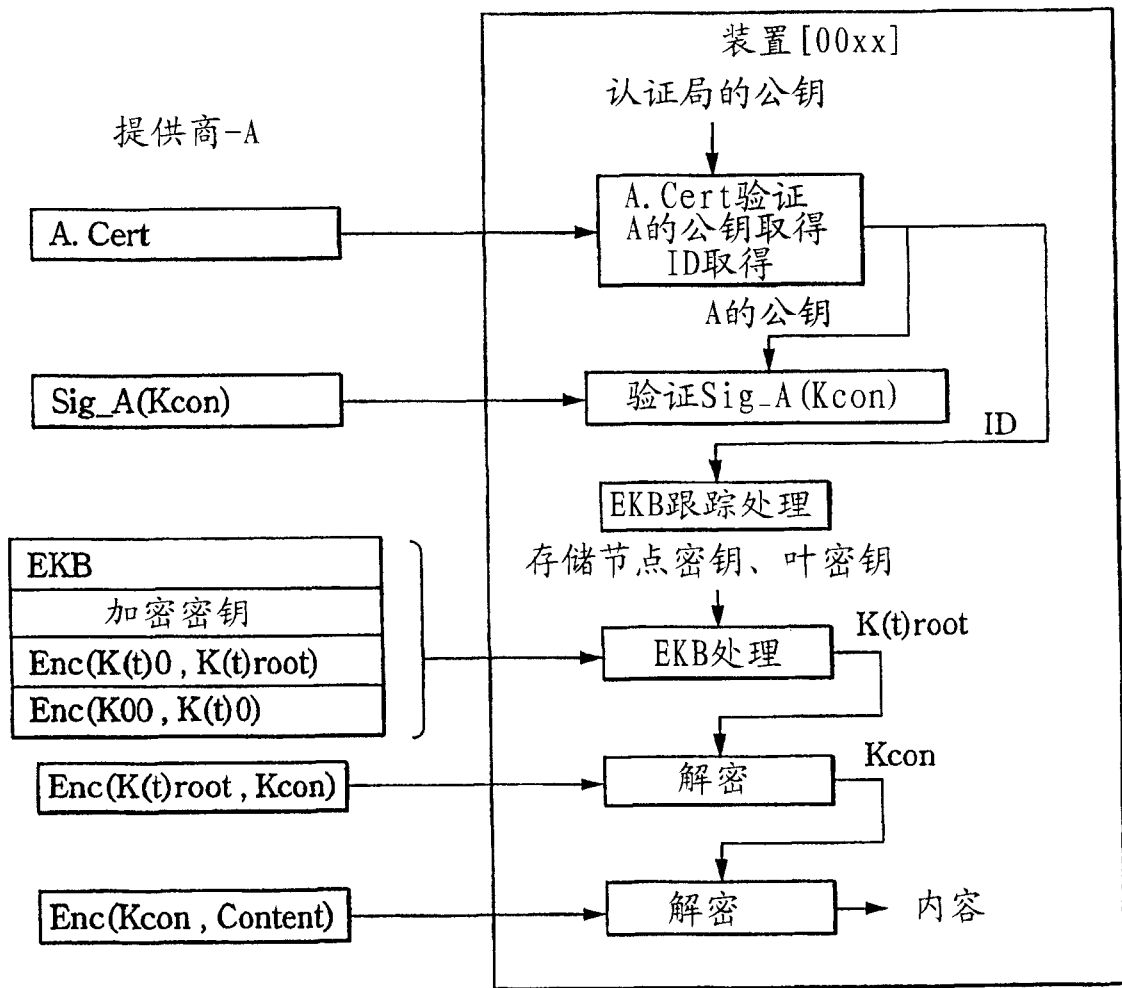 装置[00xx]
认证局的公钥
提供商-A
A.Cert
A.Cert验证
A的公钥取得
ID取得
A的公钥
Sig_A(Kcon)
验证Sig_A(Kcon)
ID
EKB跟踪处理
存储节点密钥、叶密钥
EKB
加密密钥
Enc(K(t)0, K(t)root)
Enc(K00, K(t)0)
EKB处理
K(t)root
Enc(K(t)root, Kcon)
解密
Kcon
Enc(Kcon, Content)
解密
内容